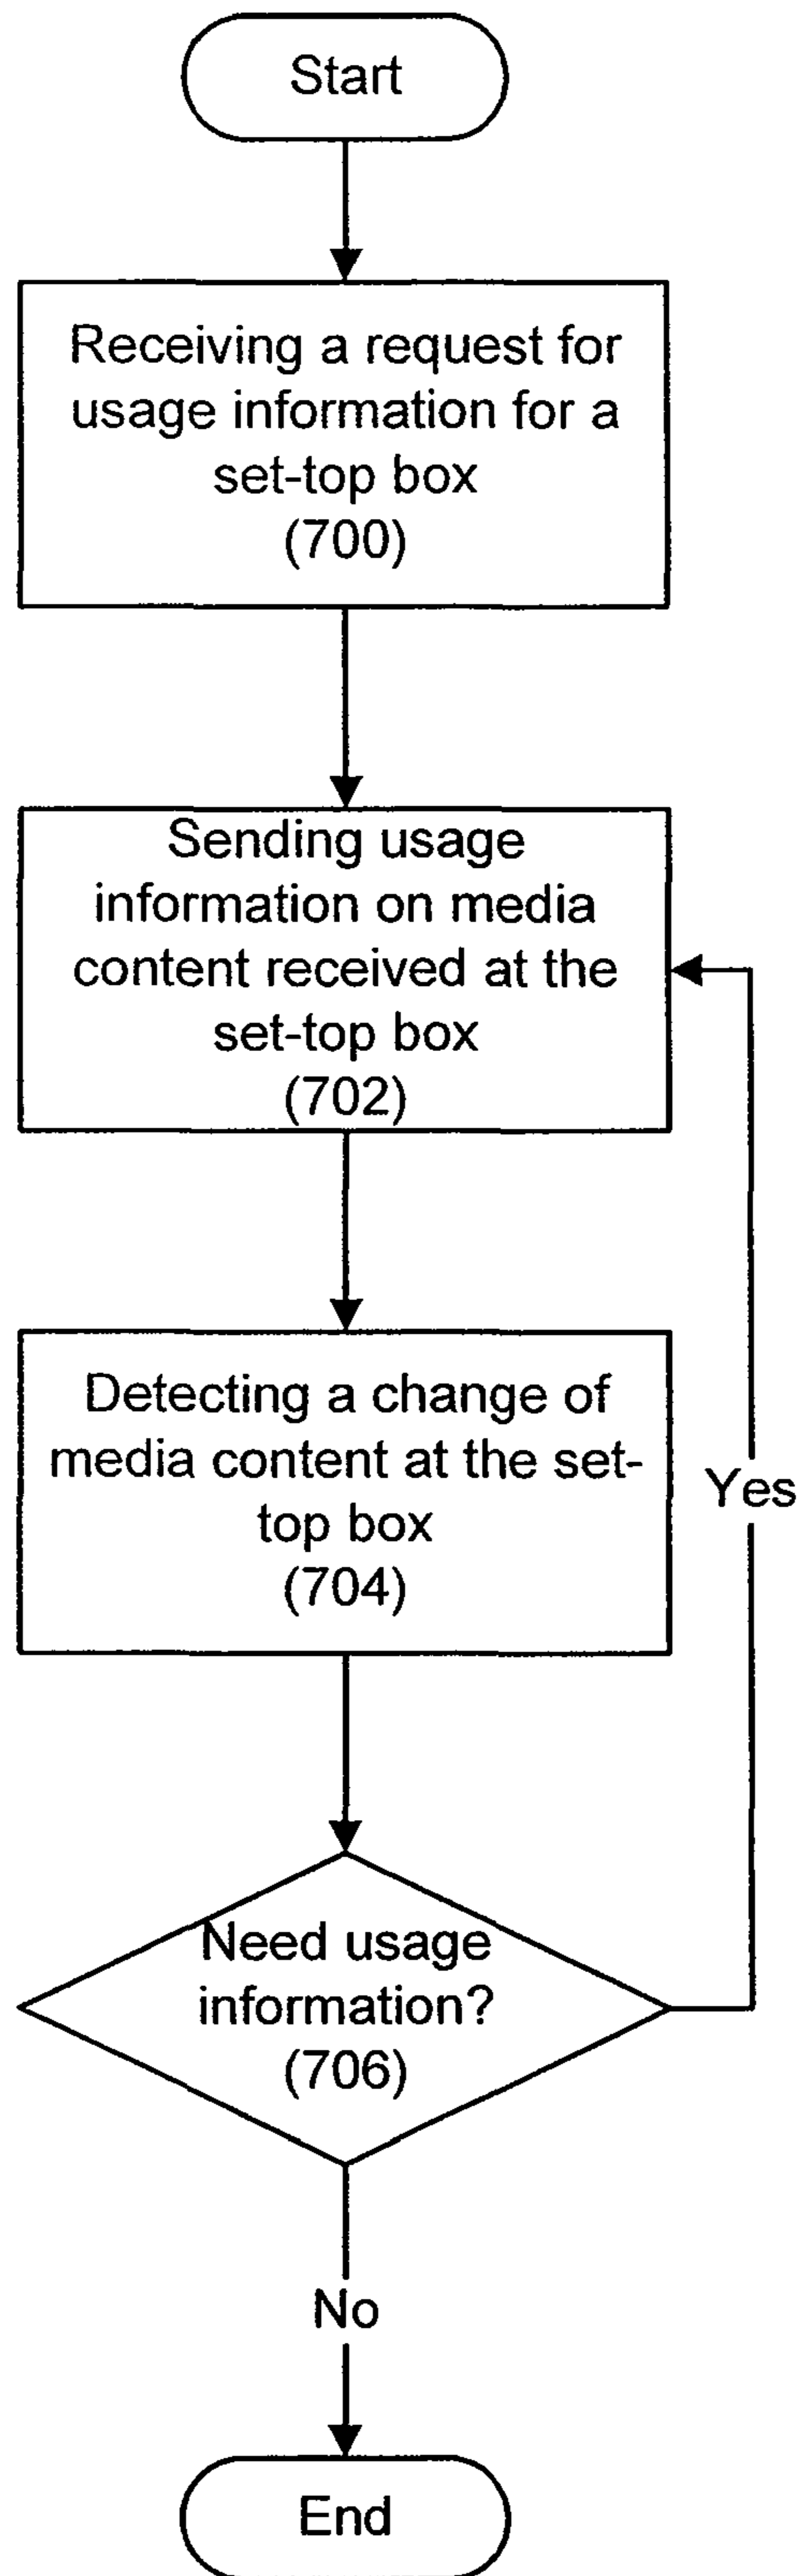 Start
Receiving a request for
usage information for a
set-top box
(700)
Sending usage
information on media
content received at the
set-top box
(702)
Detecting a change of
media content at the set-
top box
(704)
Yes
Need usage
information?
(706)
No
End